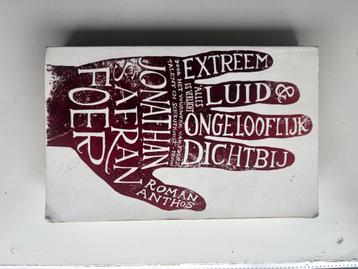 EXTREEM
LUID &
ONGELOOFLIJK
DICHTBIJ
JONATHAN
SAFRAN
FOER
ROMAN
ANTHOS